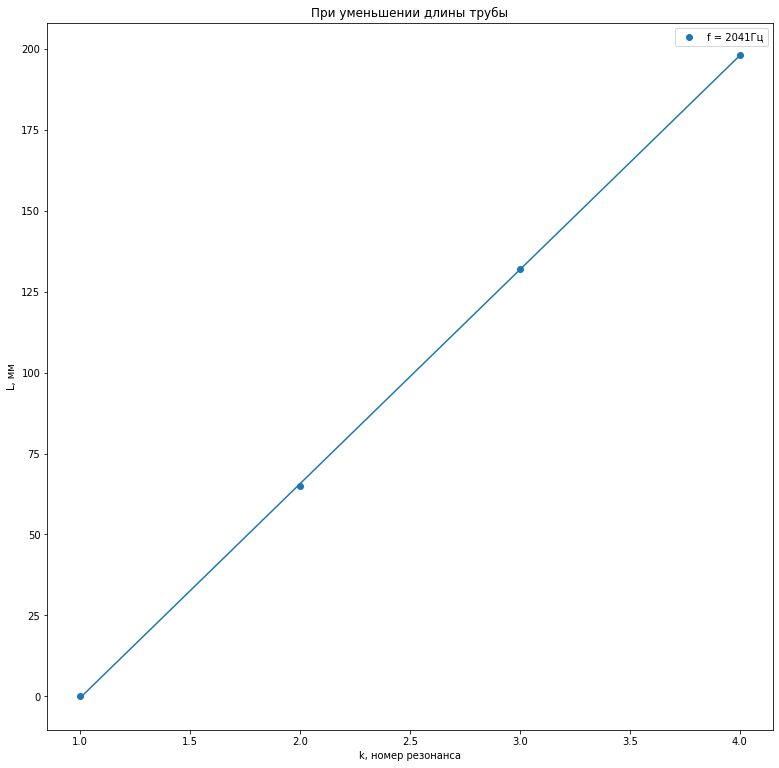 При уменьшении длины трубы
f = 2041Гц
200
175
150
125
100
75
50
25
0
L, мм
1.0 1.5 2.0 2.5 3.0 3.5 4.0
k, номер резонанса